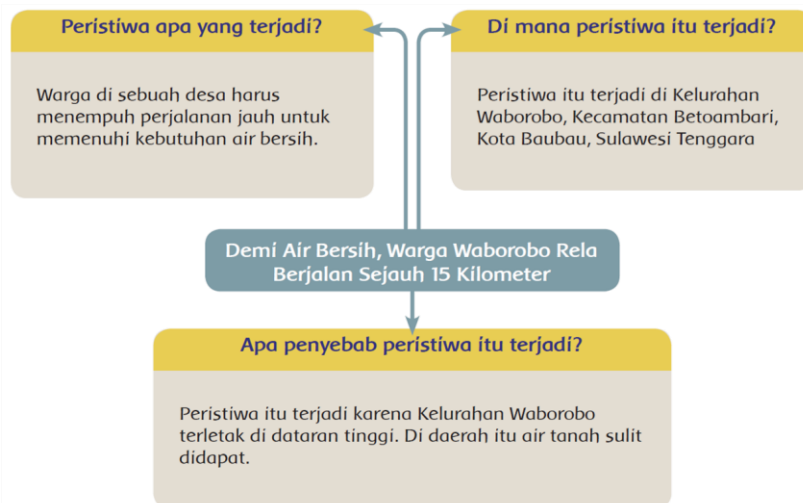 Peristiwa apa yang terjadi?
Warga di sebuah desa harus
menempuh perjalanan jauh untuk
memenuhi kebutuhan air bersih.
Di mana peristiwa itu terjadi?
Peristiwa itu terjadi di Kelurahan
Waborobo, Kecamatan Betoambari,
Kota Baubau, Sulawesi Tenggara
Demi Air Bersih, Warga Waborobo Rela
Berjalan Sejauh 15 Kilometer
Apa penyebab peristiwa itu terjadi?
Peristiwa itu terjadi karena Kelurahan Waborobo
terletak di dataran tinggi. Di daerah itu air tanah sulit
didapat.